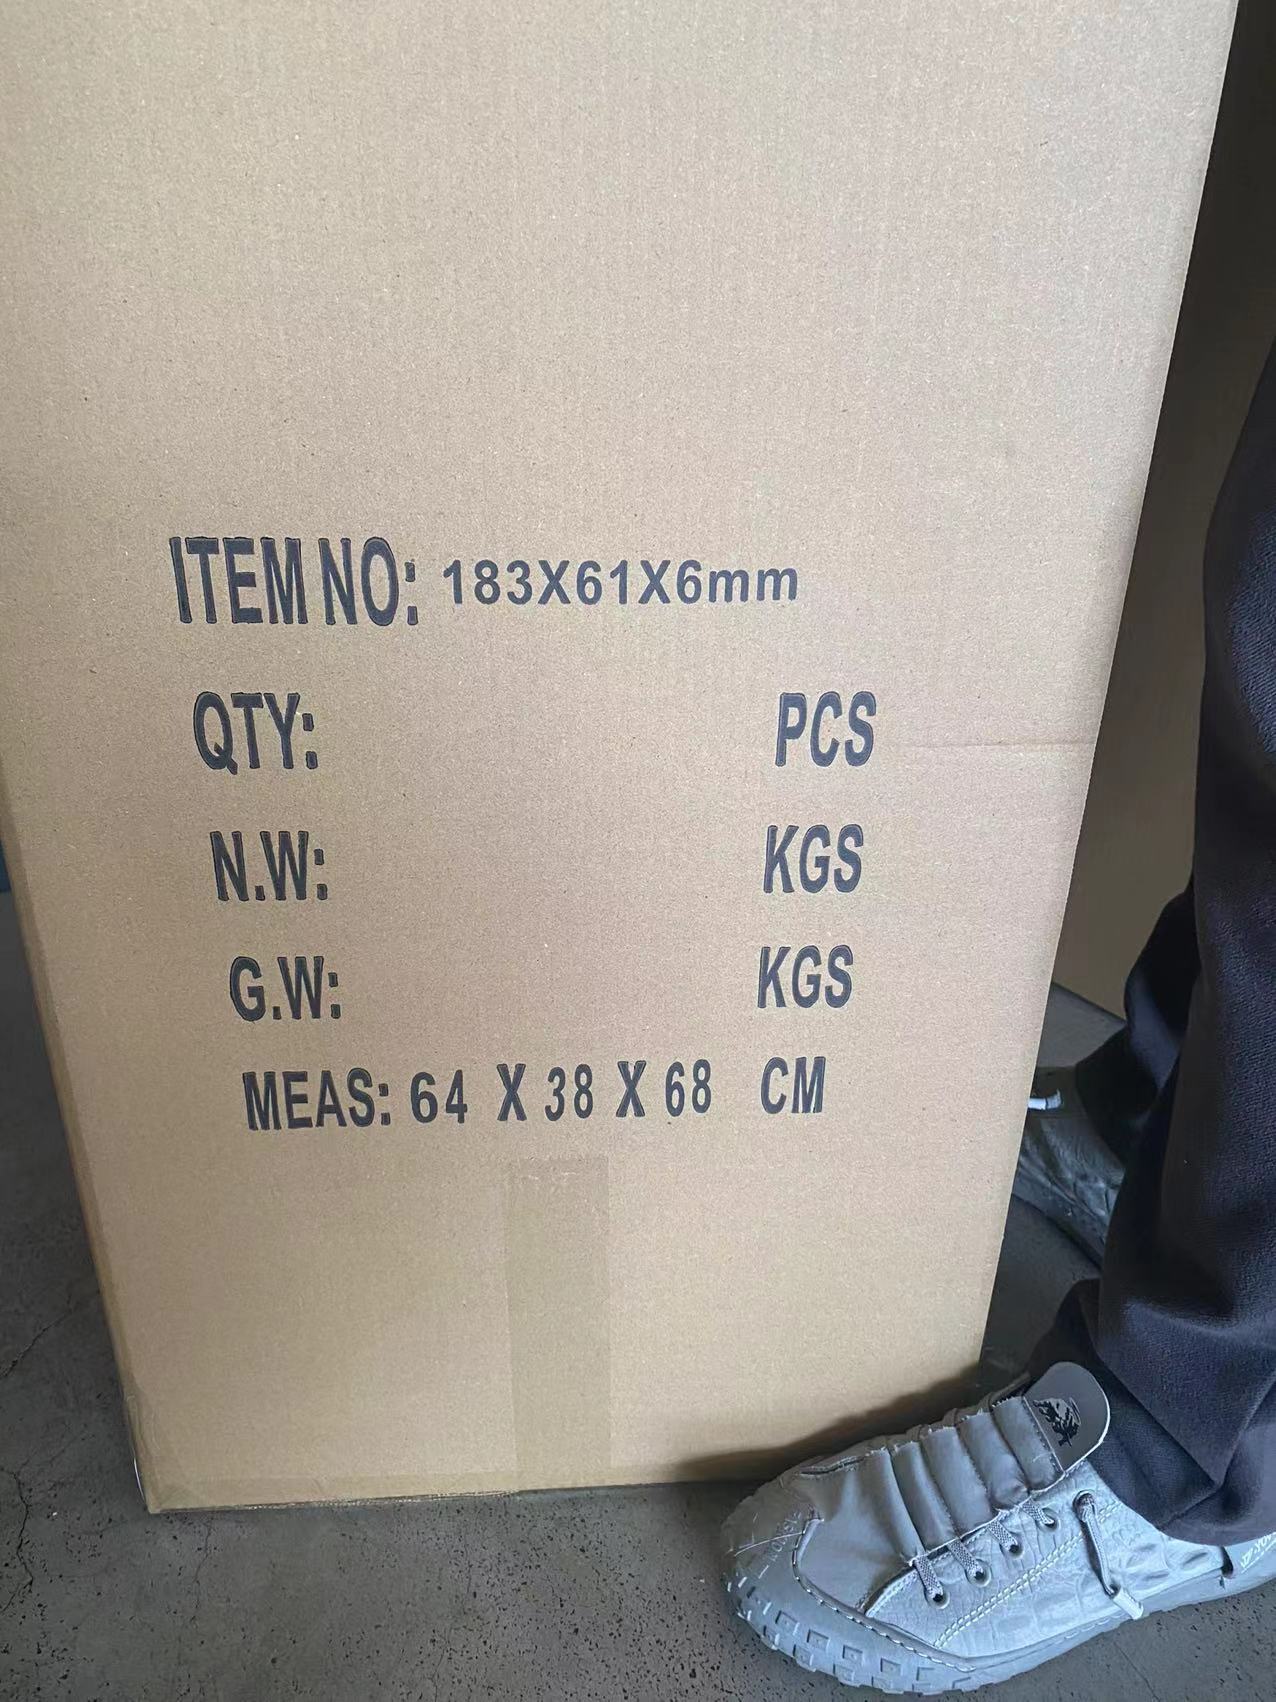 ITEM NO: 183X61X6mm
QTY: PCS
N.W: KGS
G.W: KGS
MEAS: 64 X 38 X 68 CM